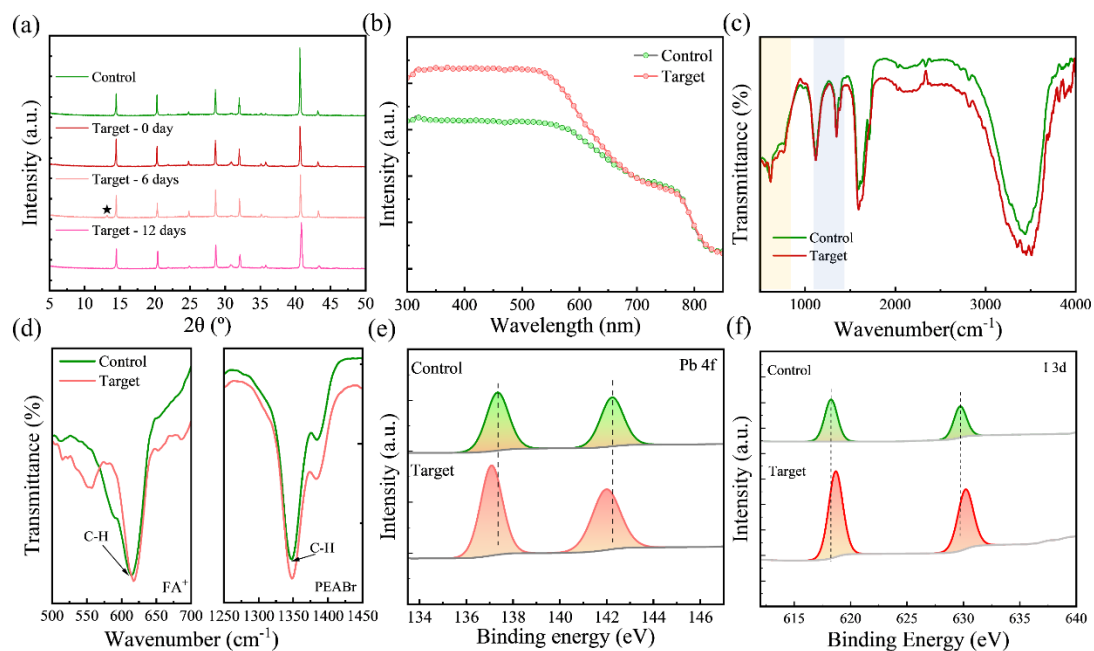 (a)
Control
Target - 0 day
Target - 6 days
★
Target - 12 days
Intensity (a.u.)
5 10 15 20 25 30 35 40 45 50
2θ (°)
(b)
Control
Target
Intensity (a.u.)
300 400 500 600 700 800
Wavelength (nm)
(c)
Control
Target
Transmittance (%)
1000 2000 3000 4000
Wavenumber(cm-1)
(d)
Control
Target
C-H
FA+
C-II
PEABr
Transmittance (%)
500 600 700 1250 1300 1350 1400 1450
Wavenumber (cm-1)
(e)
Pb 4f
Control
Target
Intensity (a.u.)
134 136 138 140 142 144 146
Binding energy (eV)
(f)
I 3d
Control
Target
Intensity (a.u.)
615 620 625 630 635 640
Binding Energy (eV)